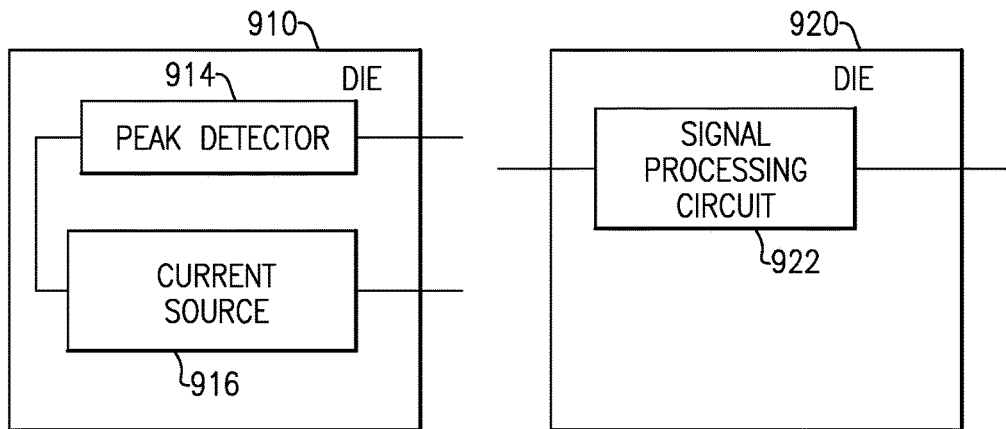 910
DIE
914
PEAK DETECTOR
CURRENT
SOURCE
916
920
DIE
SIGNAL
PROCESSING
CIRCUIT
922